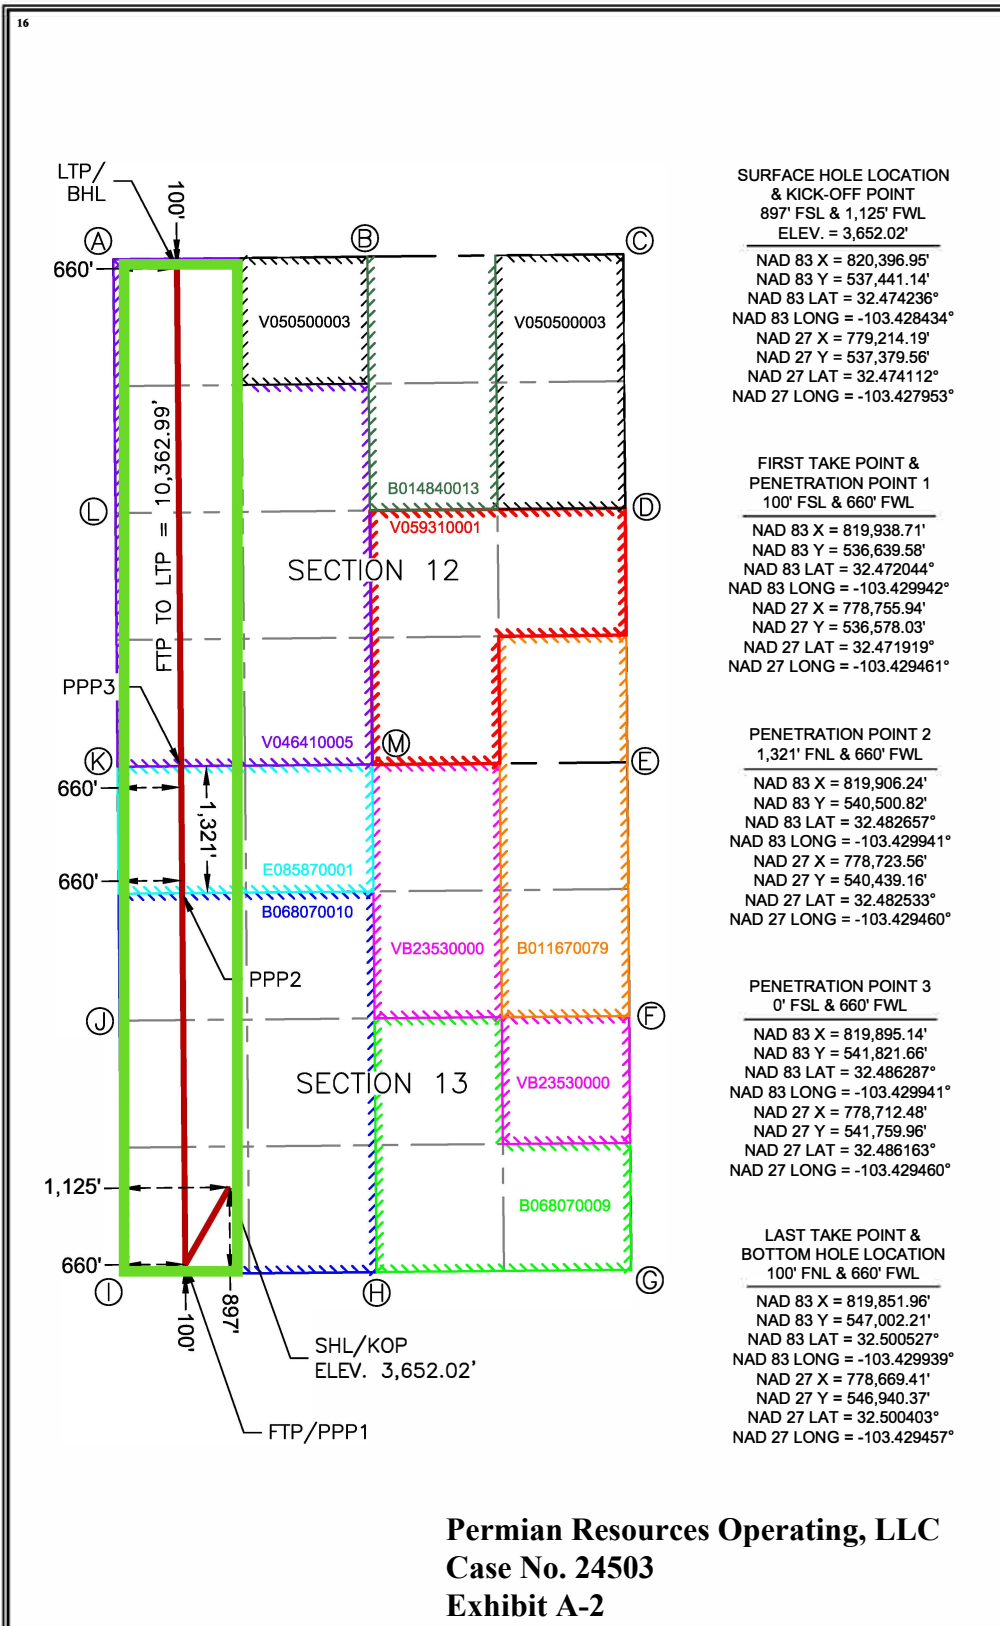 16
LTP/
BHL
100'
A
B
C
660'
V050500003
V050500003
FTP TO LTP = 10,362.99'
B014840013
L
D
V059310001
SECTION 12
PPP3
V046410005
M
K
E
660'
1,321'
660'
E085870001
B068070010
PPP2
VB23530000
B011670079
J
F
SECTION 13
VB23530000
1,125'
B068070009
660'
I
H
G
897'
100'
SHL/KOP
ELEV. 3,652.02'
FTP/PPP1
SURFACE HOLE LOCATION
& KICK-OFF POINT
897' FSL & 1,125' FWL
ELEV. = 3,652.02'
NAD 83 X = 820,396.95'
NAD 83 Y = 537,441.14'
NAD 83 LAT = 32.474236°
NAD 83 LONG = -103.428434°
NAD 27 X = 779,214.19'
NAD 27 Y = 537,379.56'
NAD 27 LAT = 32.474112°
NAD 27 LONG = -103.427953°
FIRST TAKE POINT &
PENETRATION POINT 1
100' FSL & 660' FWL
NAD 83 X = 819,938.71'
NAD 83 Y = 536,639.58'
NAD 83 LAT = 32.472044°
NAD 83 LONG = -103.429942°
NAD 27 X = 778,755.94'
NAD 27 Y = 536,578.03'
NAD 27 LAT = 32.471919°
NAD 27 LONG = -103.429461°
PENETRATION POINT 2
1,321' FNL & 660' FWL
NAD 83 X = 819,906.24'
NAD 83 Y = 540,500.82'
NAD 83 LAT = 32.482657°
NAD 83 LONG = -103.429941°
NAD 27 X = 778,723.56'
NAD 27 Y = 540,439.16'
NAD 27 LAT = 32.482533°
NAD 27 LONG = -103.429460°
PENETRATION POINT 3
0' FSL & 660' FWL
NAD 83 X = 819,895.14'
NAD 83 Y = 541,821.66'
NAD 83 LAT = 32.486287°
NAD 83 LONG = -103.429941°
NAD 27 X = 778,712.48'
NAD 27 Y = 541,759.96'
NAD 27 LAT = 32.486163°
NAD 27 LONG = -103.429460°
LAST TAKE POINT &
BOTTOM HOLE LOCATION
100' FNL & 660' FWL
NAD 83 X = 819,851.96'
NAD 83 Y = 547,002.21'
NAD 83 LAT = 32.500527°
NAD 83 LONG = -103.429939°
NAD 27 X = 778,669.41'
NAD 27 Y = 546,940.37'
NAD 27 LAT = 32.500403°
NAD 27 LONG = -103.429457°
Permian Resources Operating, LLC
Case No. 24503
Exhibit A-2